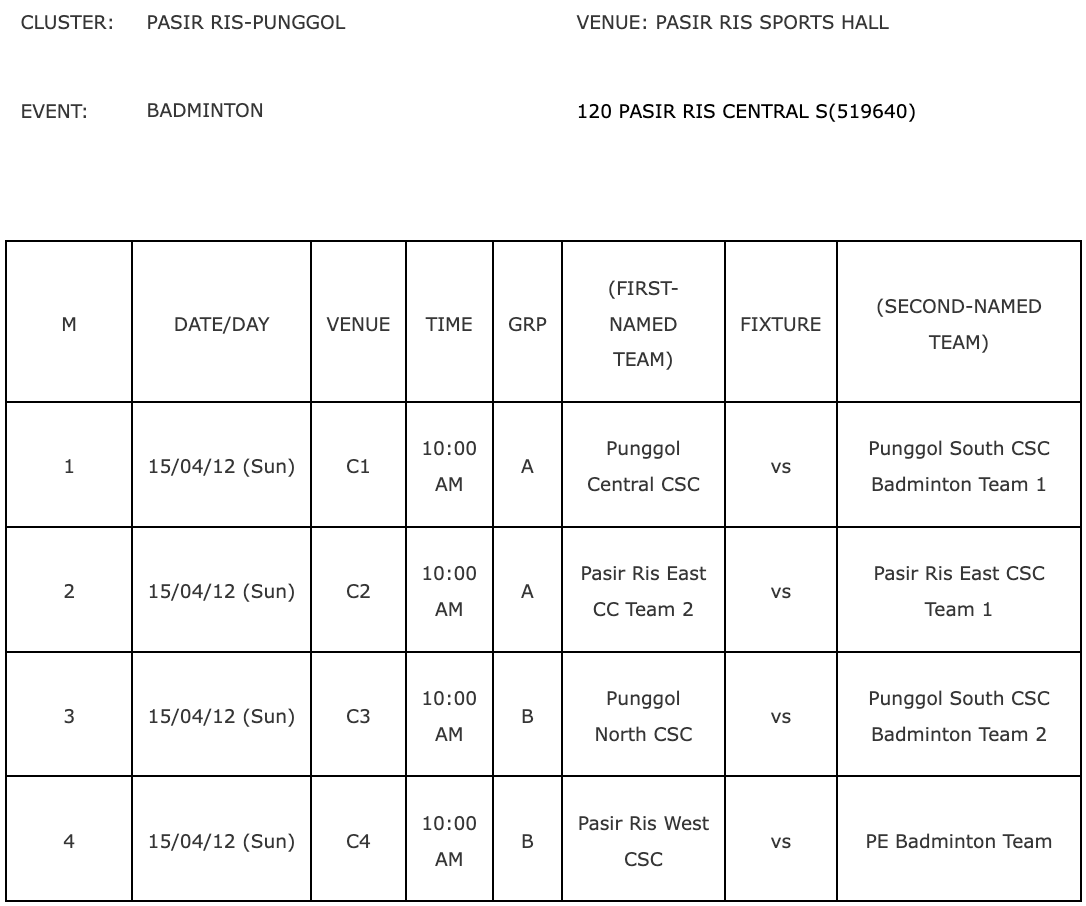 CLUSTER: PASIR RIS-PUNGGOL VENUE: PASIR RIS SPORTS HALL
EVENT: BADMINTON 120 PASIR RIS CENTRAL S(519640)
M DATE/DAY VENUE TIME GRP (FIRST-NAMED TEAM) FIXTURE (SECOND-NAMED TEAM)
1 15/04/12 (Sun) C1 10:00 AM A Punggol Central CSC vs Punggol South CSC Badminton Team 1
2 15/04/12 (Sun) C2 10:00 AM A Pasir Ris East CC Team 2 vs Pasir Ris East CSC Team 1
3 15/04/12 (Sun) C3 10:00 AM B Punggol North CSC vs Punggol South CSC Badminton Team 2
4 15/04/12 (Sun) C4 10:00 AM B Pasir Ris West CSC vs PE Badminton Team